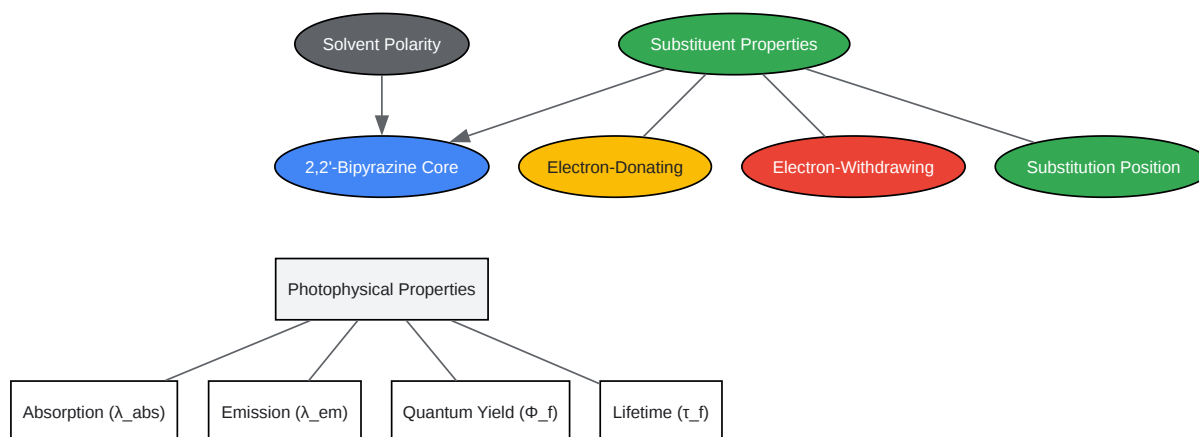 Solvent Polarity
Substituent Properties
2,2'-Bipyrazine Core
Electron-Donating
Electron-Withdrawing
Substitution Position
Photophysical Properties
Absorption (λ_abs)
Emission (λ_em)
Quantum Yield (Φ_f)
Lifetime (τ_f)